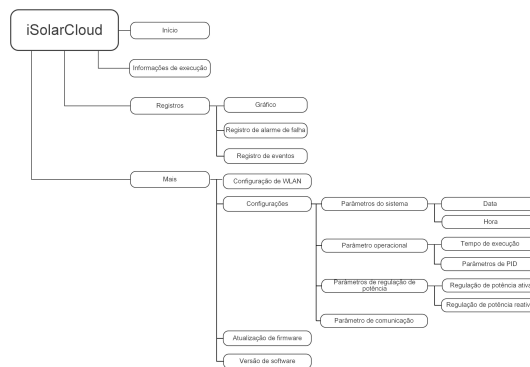 iSolarCloud
Início
Informações de execução
Registros
Gráfico
Registro de alarme de falha
Registro de eventos
Mais
Configuração de WLAN
Configurações
Parâmetros do sistema
Data
Hora
Parâmetro operacional
Tempo de execução
Parâmetros de PID
Parâmetros de regulação de
potência
Regulação de potência ativa
Regulação de potência reativ
Parâmetro de comunicação
Atualização de firmware
Versão de software